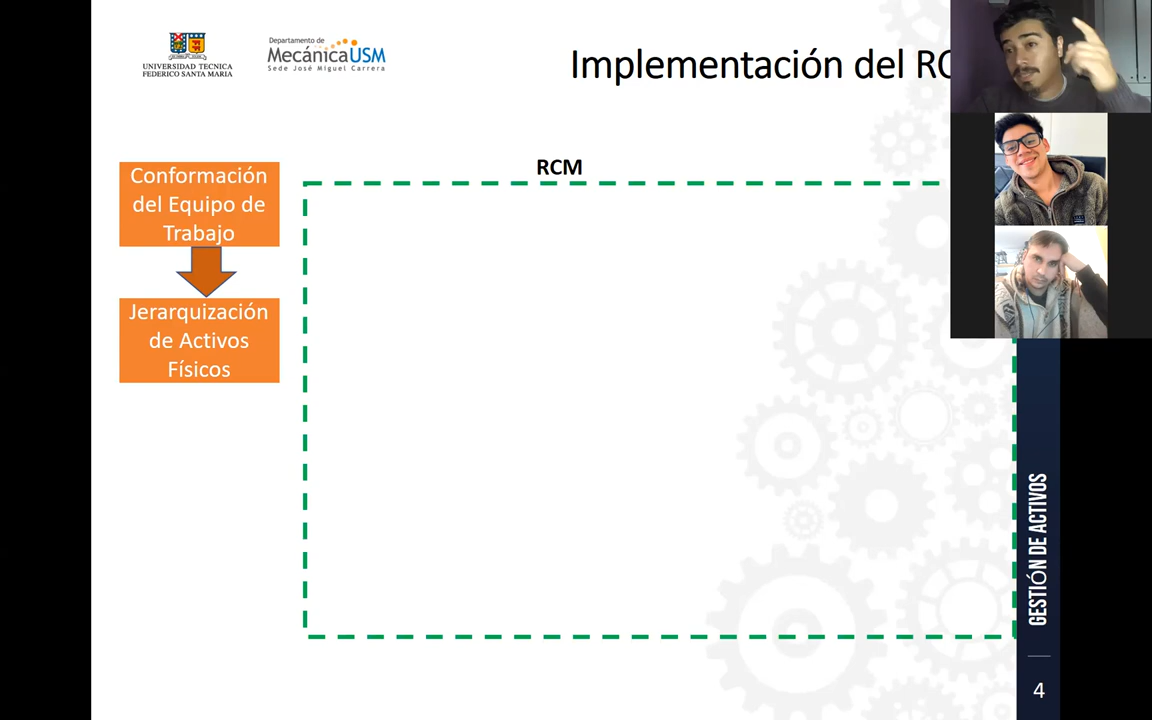 UNIVERSIDAD TECNICA
FEDERICO SANTA MARIA
Departamento de
MecánicaUSM
Sede José Miguel Carrera
Implementación del
RCM
Conformación
del Equipo de
Trabajo
Jerarquización
de Activos
Físicos
GESTIÓN DE ACTIVOS
4